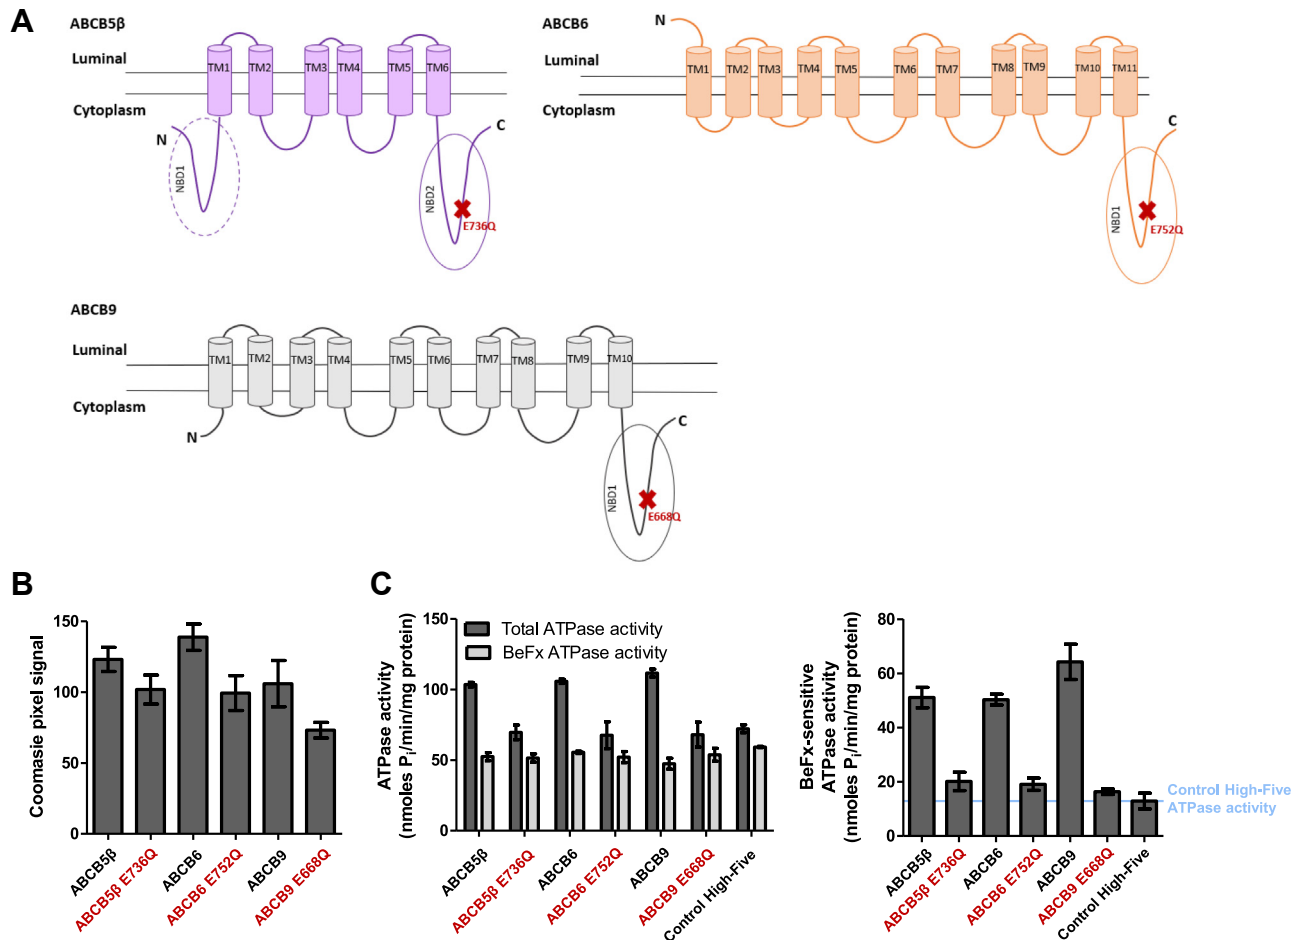 A
ABCB5β
Luminal
TM1 TM2 TM3 TM4 TM5 TM6
Cytoplasm
N
C
NBD1
NBD2
E736Q
ABCB6
N
Luminal
TM1 TM2 TM3 TM4 TM5 TM6 TM7 TM8 TM9 TM10 TM11
Cytoplasm
C
NBD1
E752Q
ABCB9
Luminal
TM1 TM2 TM3 TM4 TM5 TM6 TM7 TM8 TM9 TM10
Cytoplasm
N
C
NBD1
E668Q
B
Coomasie pixel signal
150
100
50
0
ABCB5β
ABCB5β E736Q
ABCB6
ABCB6 E752Q
ABCB9
ABCB9 E668Q
C
ATPase activity
(nmoles Pi/min/mg protein)
150
100
50
0
Total ATPase activity
BeFx ATPase activity
ABCB5β
ABCB5β E736Q
ABCB6
ABCB6 E752Q
ABCB9
ABCB9 E668Q
Control High-Five
BeFx-sensitive
ATPase activity
(nmoles Pi/min/mg protein)
80
60
40
20
0
Control High-Five
ATPase activity
ABCB5β
ABCB5β E736Q
ABCB6
ABCB6 E752Q
ABCB9
ABCB9 E668Q
Control High-Five